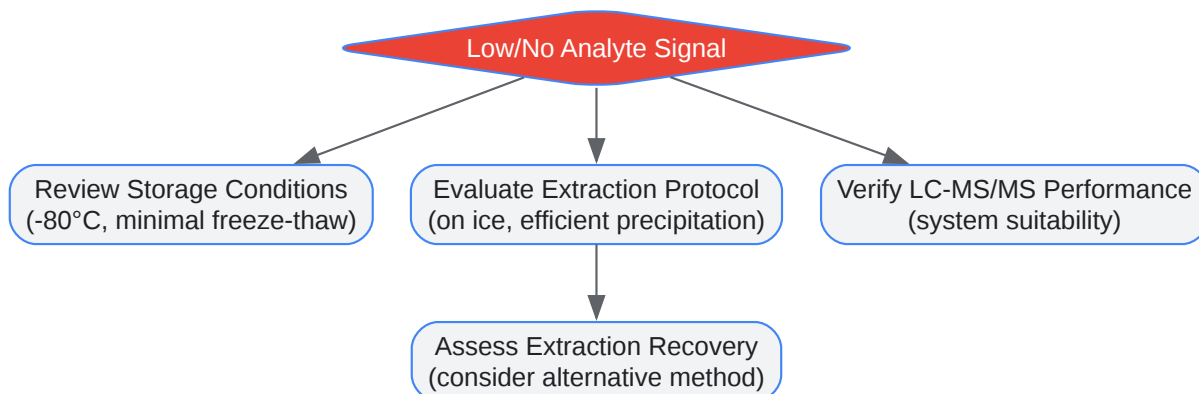 Low/No Analyte Signal
Review Storage Conditions
(-80°C, minimal freeze-thaw)
Evaluate Extraction Protocol
(on ice, efficient precipitation)
Verify LC-MS/MS Performance
(system suitability)
Assess Extraction Recovery
(consider alternative method)